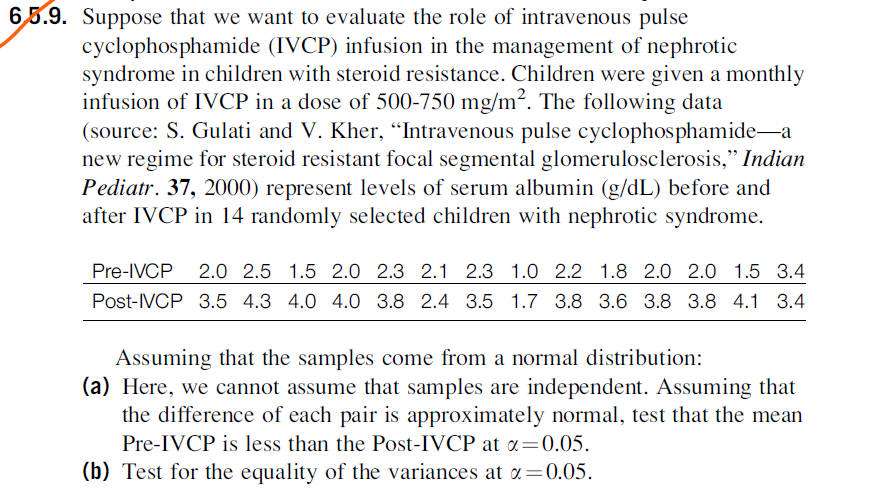 6.5.9. Suppose that we want to evaluate the role of intravenous pulse
cyclophosphamide (IVCP) infusion in the management of nephrotic
syndrome in children with steroid resistance. Children were given a monthly
infusion of IVCP in a dose of 500-750 mg/m². The following data
(source: S. Gulati and V. Kher, “Intravenous pulse cyclophosphamide—a
new regime for steroid resistant focal segmental glomerulosclerosis,” Indian
Pediatr. 37, 2000) represent levels of serum albumin (g/dL) before and
after IVCP in 14 randomly selected children with nephrotic syndrome.
Pre-IVCP 2.0 2.5 1.5 2.0 2.3 2.1 2.3 1.0 2.2 1.8 2.0 2.0 1.5 3.4
Post-IVCP 3.5 4.3 4.0 4.0 3.8 2.4 3.5 1.7 3.8 3.6 3.8 3.8 4.1 3.4
Assuming that the samples come from a normal distribution:
(a) Here, we cannot assume that samples are independent. Assuming that
the difference of each pair is approximately normal, test that the mean
Pre-IVCP is less than the Post-IVCP at α=0.05.
(b) Test for the equality of the variances at α=0.05.